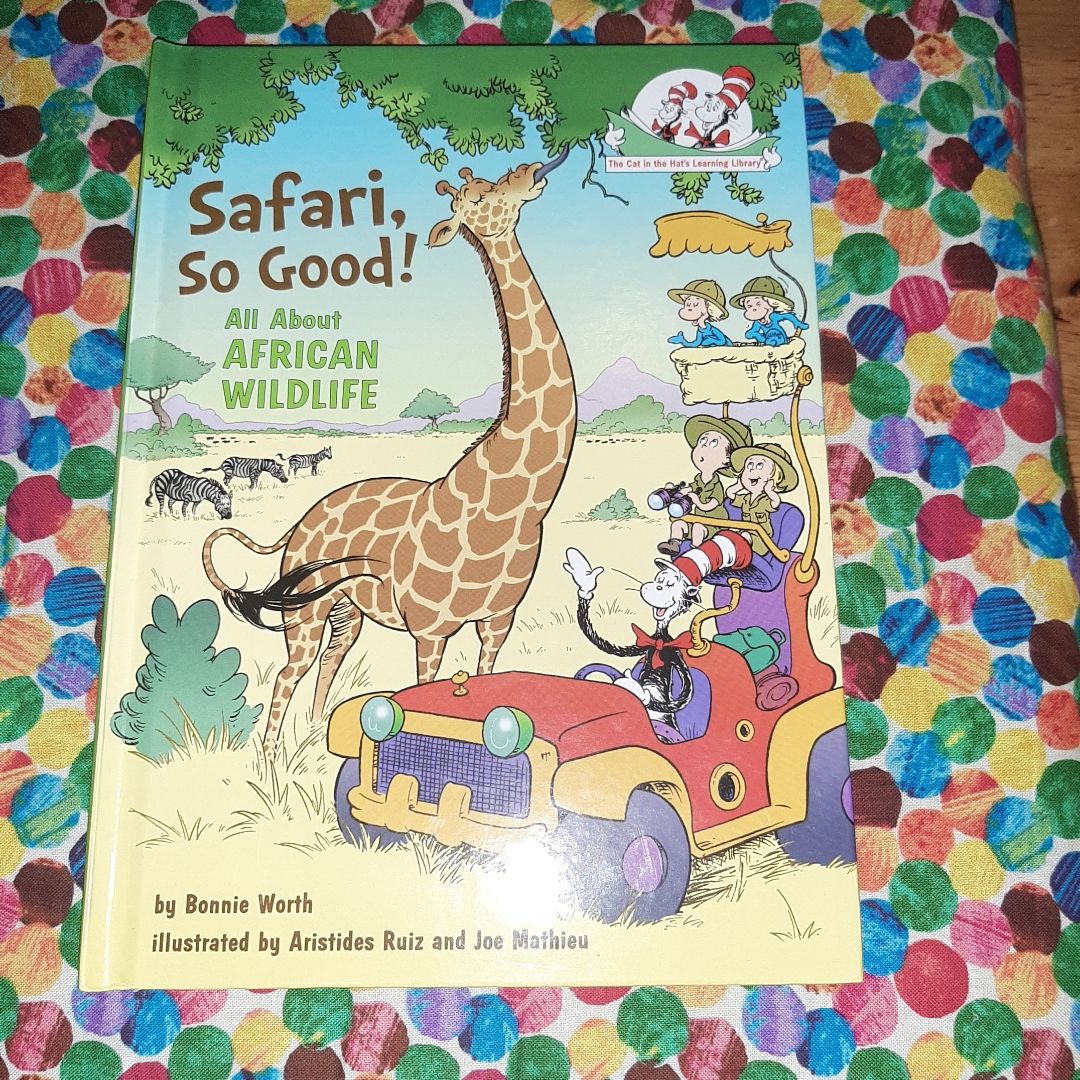 The Cat in the Hat's Learning Library
Safari,
so Good!
All About
AFRICAN
WILDLIFE
by Bonnie Worth
illustrated by Aristides Ruiz and Joe Mathieu